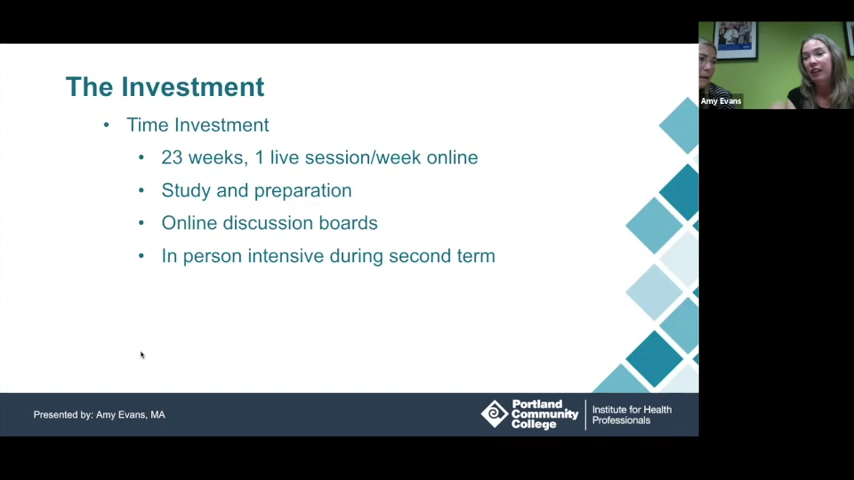 The Investment
• Time Investment
• 23 weeks, 1 live session/week online
• Study and preparation
• Online discussion boards
• In person intensive during second term
Presented by: Amy Evans, MA
Portland
Community
College
Institute for Health
Professionals
Amy Evans